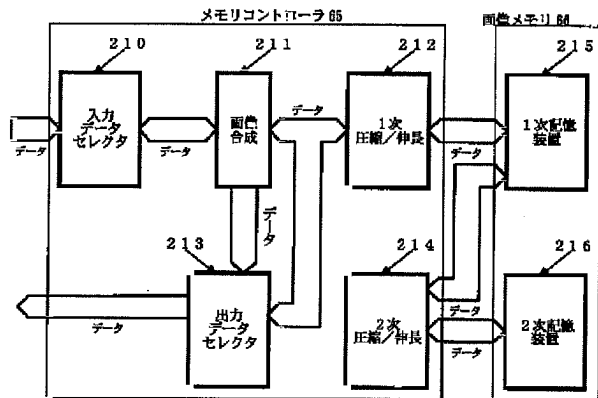 メモリコントローラ 65
画像メモリ 66
210
211
212
215
入力
データ
セレクタ
画像
合成
1次
圧縮/伸長
1次記憶
装置
データ
データ
データ
データ
データ
213
214
216
出力
データ
セレクタ
2次
圧縮/伸長
2次記憶
装置
データ
データ
データ